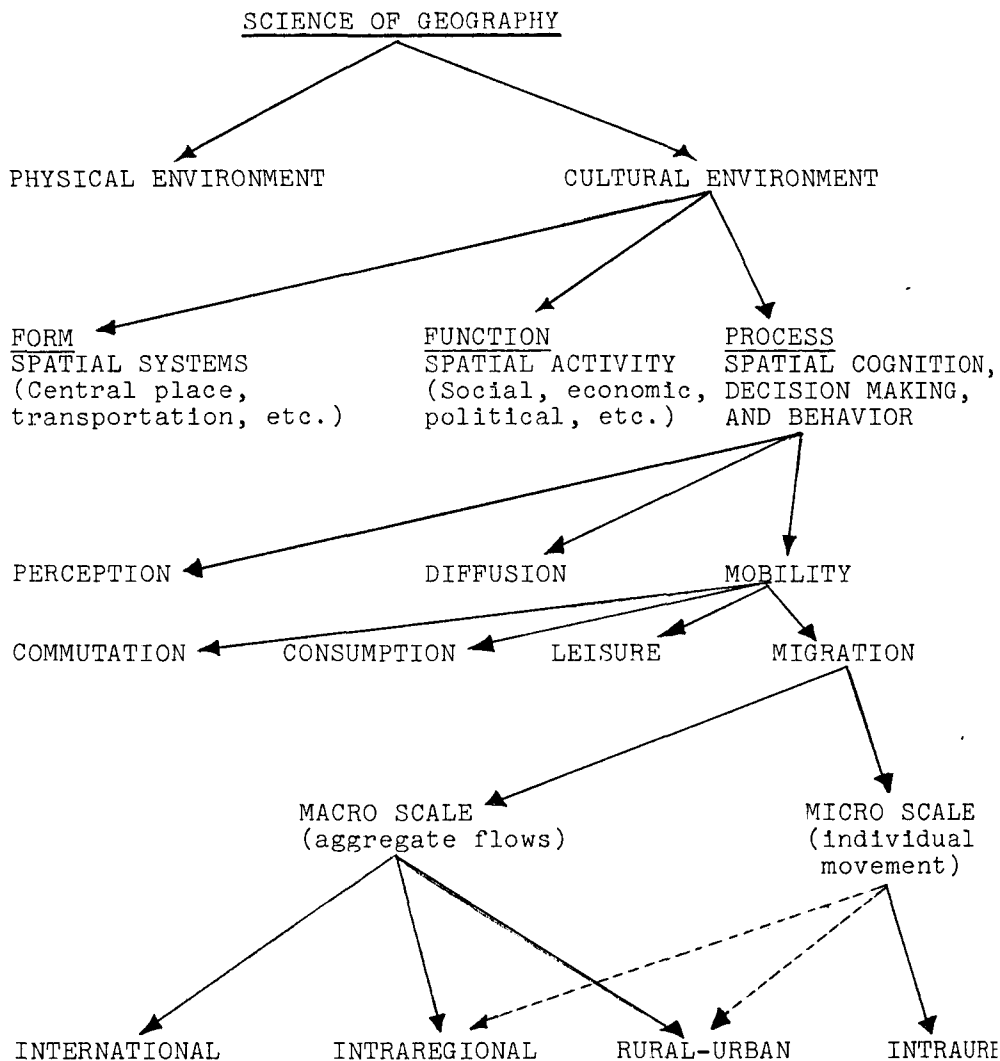 SCIENCE OF GEOGRAPHY
PHYSICAL ENVIRONMENT
CULTURAL ENVIRONMENT
FORM
SPATIAL SYSTEMS
(Central place,
transportation, etc.)
FUNCTION
SPATIAL ACTIVITY
(Social, economic,
political, etc.)
PROCESS
SPATIAL COGNITION,
DECISION MAKING,
AND BEHAVIOR
PERCEPTION
DIFFUSION
MOBILITY
COMMUTATION
CONSUMPTION
LEISURE
MIGRATION
MACRO SCALE
(aggregate flows)
MICRO SCALE
(individual
movement)
INTERNATIONAL
INTRAREGIONAL
RURAL-URBAN